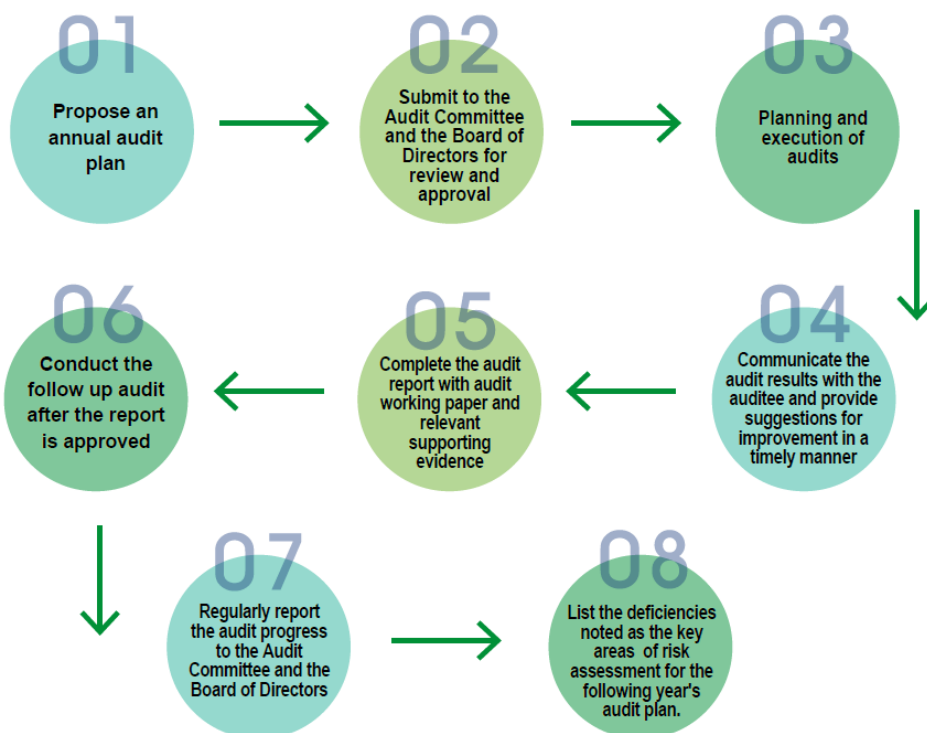 01
Propose an
annual audit
plan
02
Submit to the
Audit Committee
and the Board of
Directors for
review and
approval
03
Planning and
execution of
audits
04
Communicate the
audit results with the
auditee and provide
suggestions for
improvement in a
timely manner
05
Complete the audit
report with audit
working paper and
relevant
supporting
evidence
06
Conduct the
follow up audit
after the report
is approved
07
Regularly report
the audit progress
to the Audit
Committee and the
Board of Directors
08
List the deficiencies
noted as the key
areas of risk
assessment for the
following year's
audit plan.